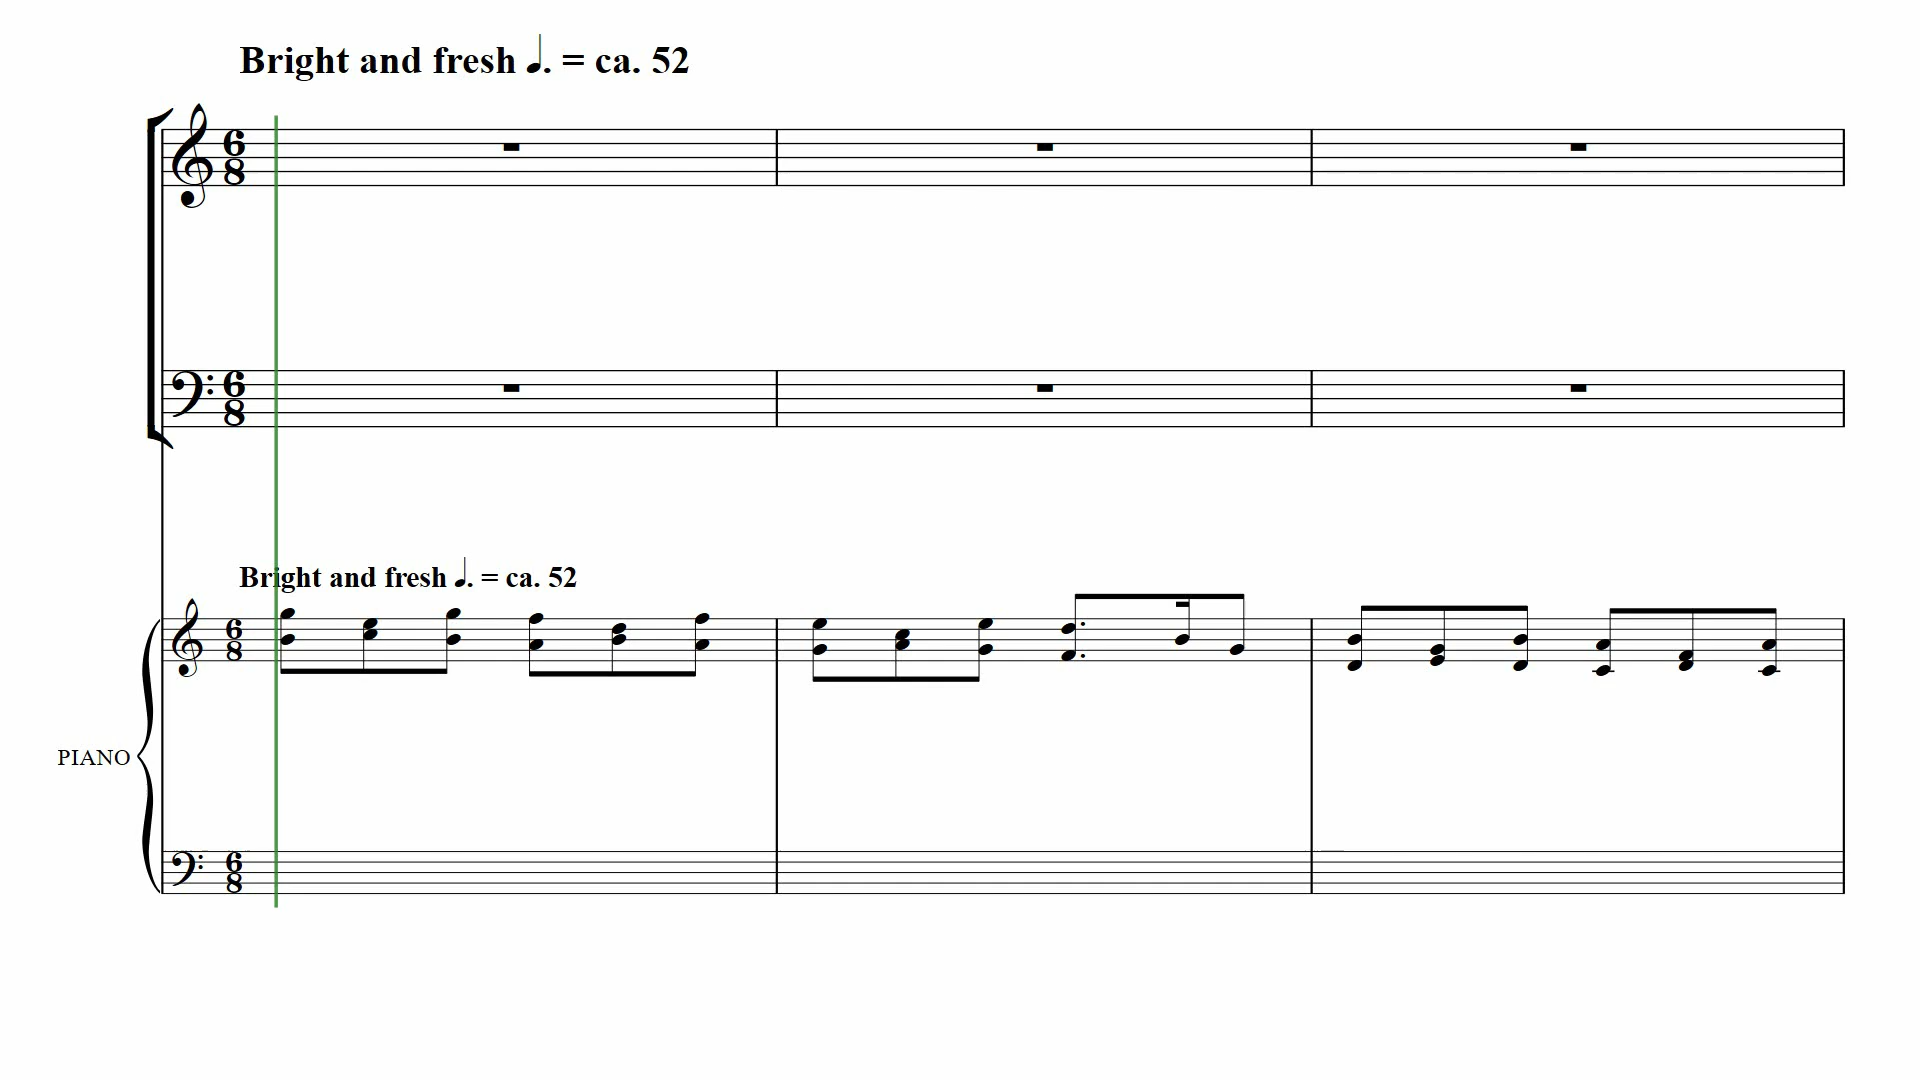 Bright and fresh ♩. = ca. 52
6
8
6
8
Bright and fresh ♩. = ca. 52
6
8
PIANO
6
8